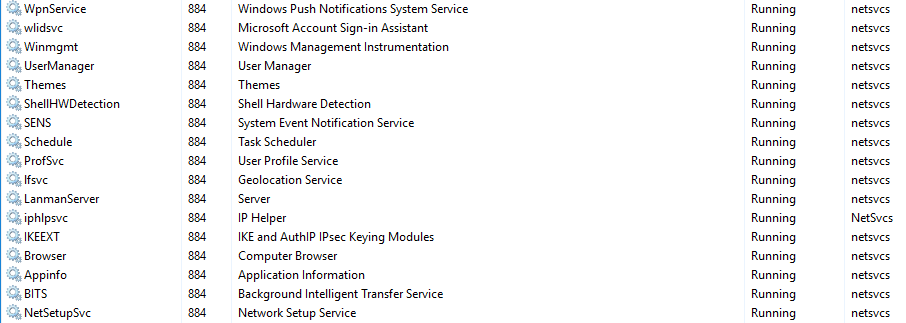 WpnService 884 Windows Push Notifications System Service Running netsvcs
wlidsvc 884 Microsoft Account Sign-in Assistant Running netsvcs
Winmgmt 884 Windows Management Instrumentation Running netsvcs
UserManager 884 User Manager Running netsvcs
Themes 884 Themes Running netsvcs
ShellHWDetection 884 Shell Hardware Detection Running netsvcs
SENS 884 System Event Notification Service Running netsvcs
Schedule 884 Task Scheduler Running netsvcs
ProfSvc 884 User Profile Service Running netsvcs
lfsvc 884 Geolocation Service Running netsvcs
LanmanServer 884 Server Running netsvcs
iphlpsvc 884 IP Helper Running NetSvcs
IKEEXT 884 IKE and AuthIP IPsec Keying Modules Running netsvcs
Browser 884 Computer Browser Running netsvcs
Appinfo 884 Application Information Running netsvcs
BITS 884 Background Intelligent Transfer Service Running netsvcs
NetSetupSvc 884 Network Setup Service Running netsvcs